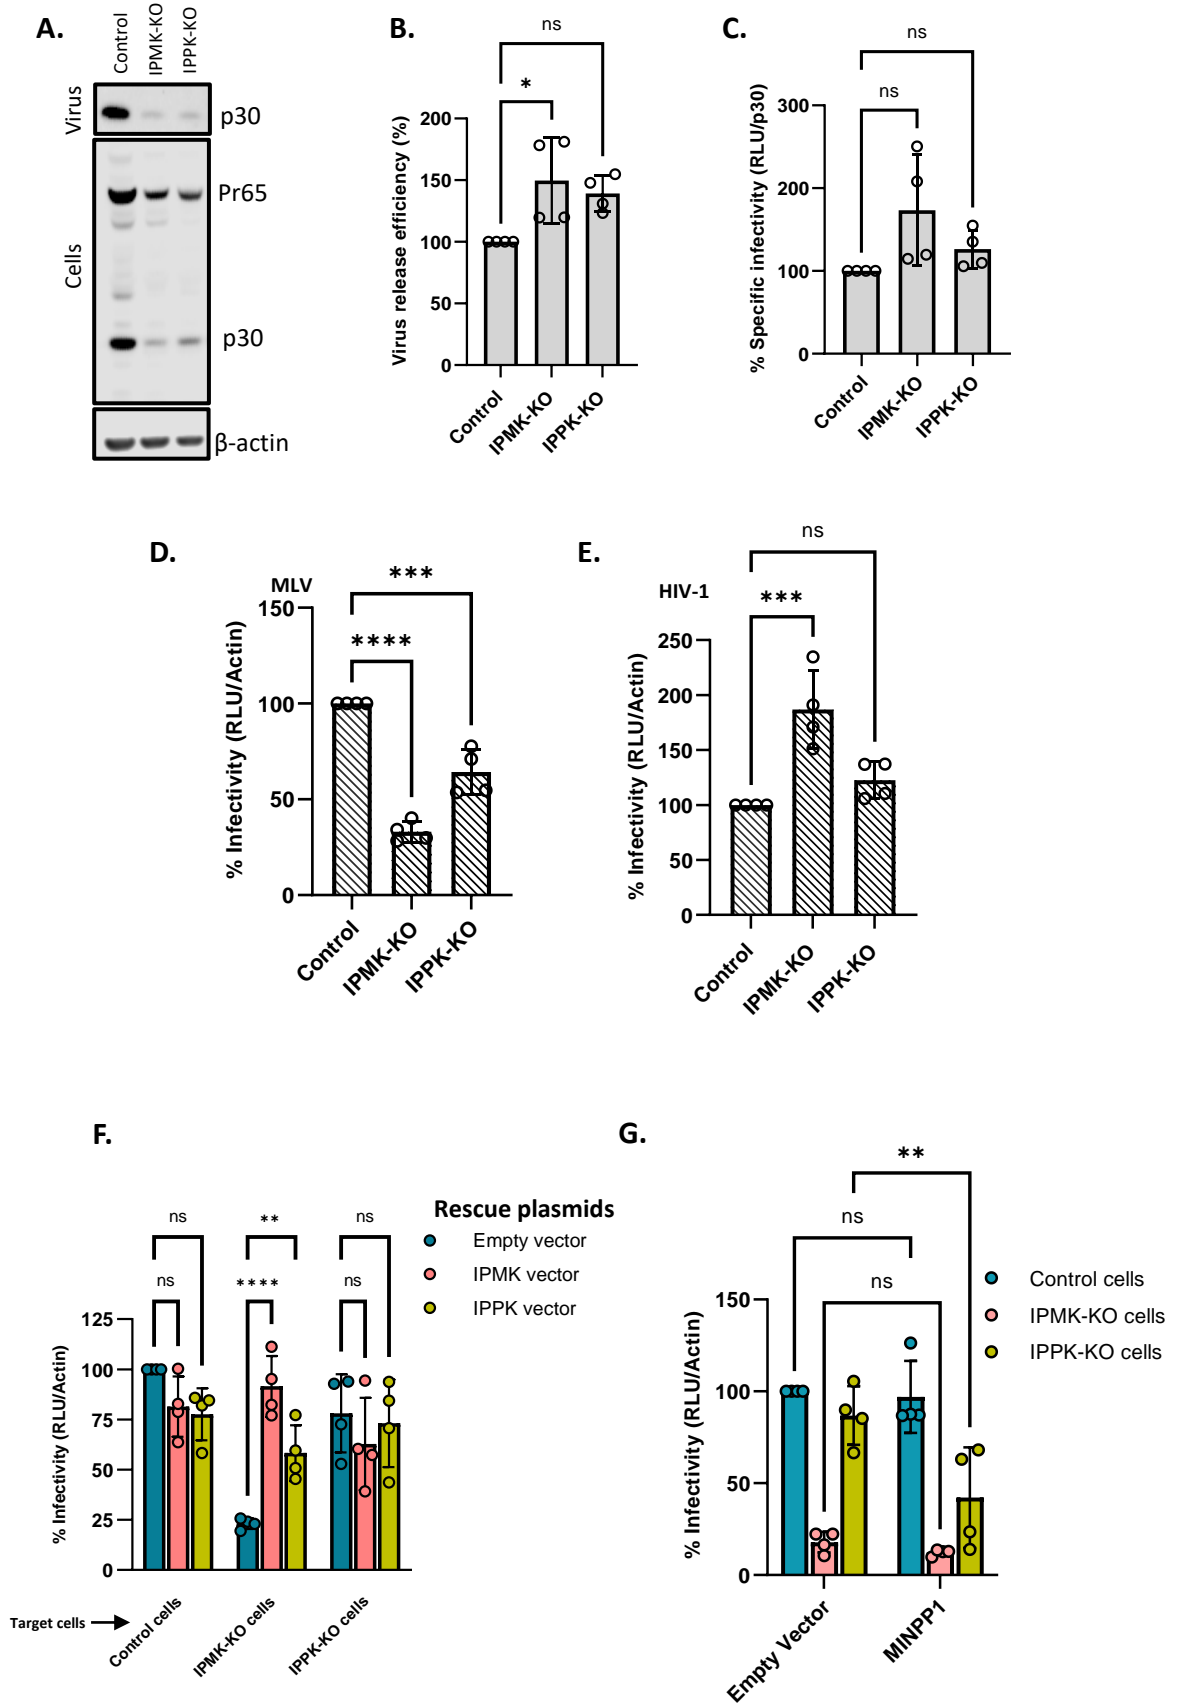 A.
Control
IPMK-KO
IPPK-KO
Virus
p30
Cells
Pr65
p30
β-actin
B.
ns
*
Virus release efficiency (%)
200
150
100
50
0
Control
IPMK-KO
IPPK-KO
C.
ns
ns
% Specific infectivity (RLU/p30)
300
200
100
0
Control
IPMK-KO
IPPK-KO
D.
MLV
***
****
% Infectivity (RLU/Actin)
150
100
50
0
Control
IPMK-KO
IPPK-KO
E.
HIV-1
ns
***
% Infectivity (RLU/Actin)
250
200
150
100
50
0
Control
IPMK-KO
IPPK-KO
F.
Rescue plasmids
Empty vector
IPMK vector
IPPK vector
ns
**
ns
ns
****
ns
% Infectivity (RLU/Actin)
125
100
75
50
25
0
Target cells
Control cells
IPMK-KO cells
IPPK-KO cells
G.
**
ns
ns
Control cells
IPMK-KO cells
IPPK-KO cells
% Infectivity (RLU/Actin)
150
100
50
0
Empty Vector
MINPP1